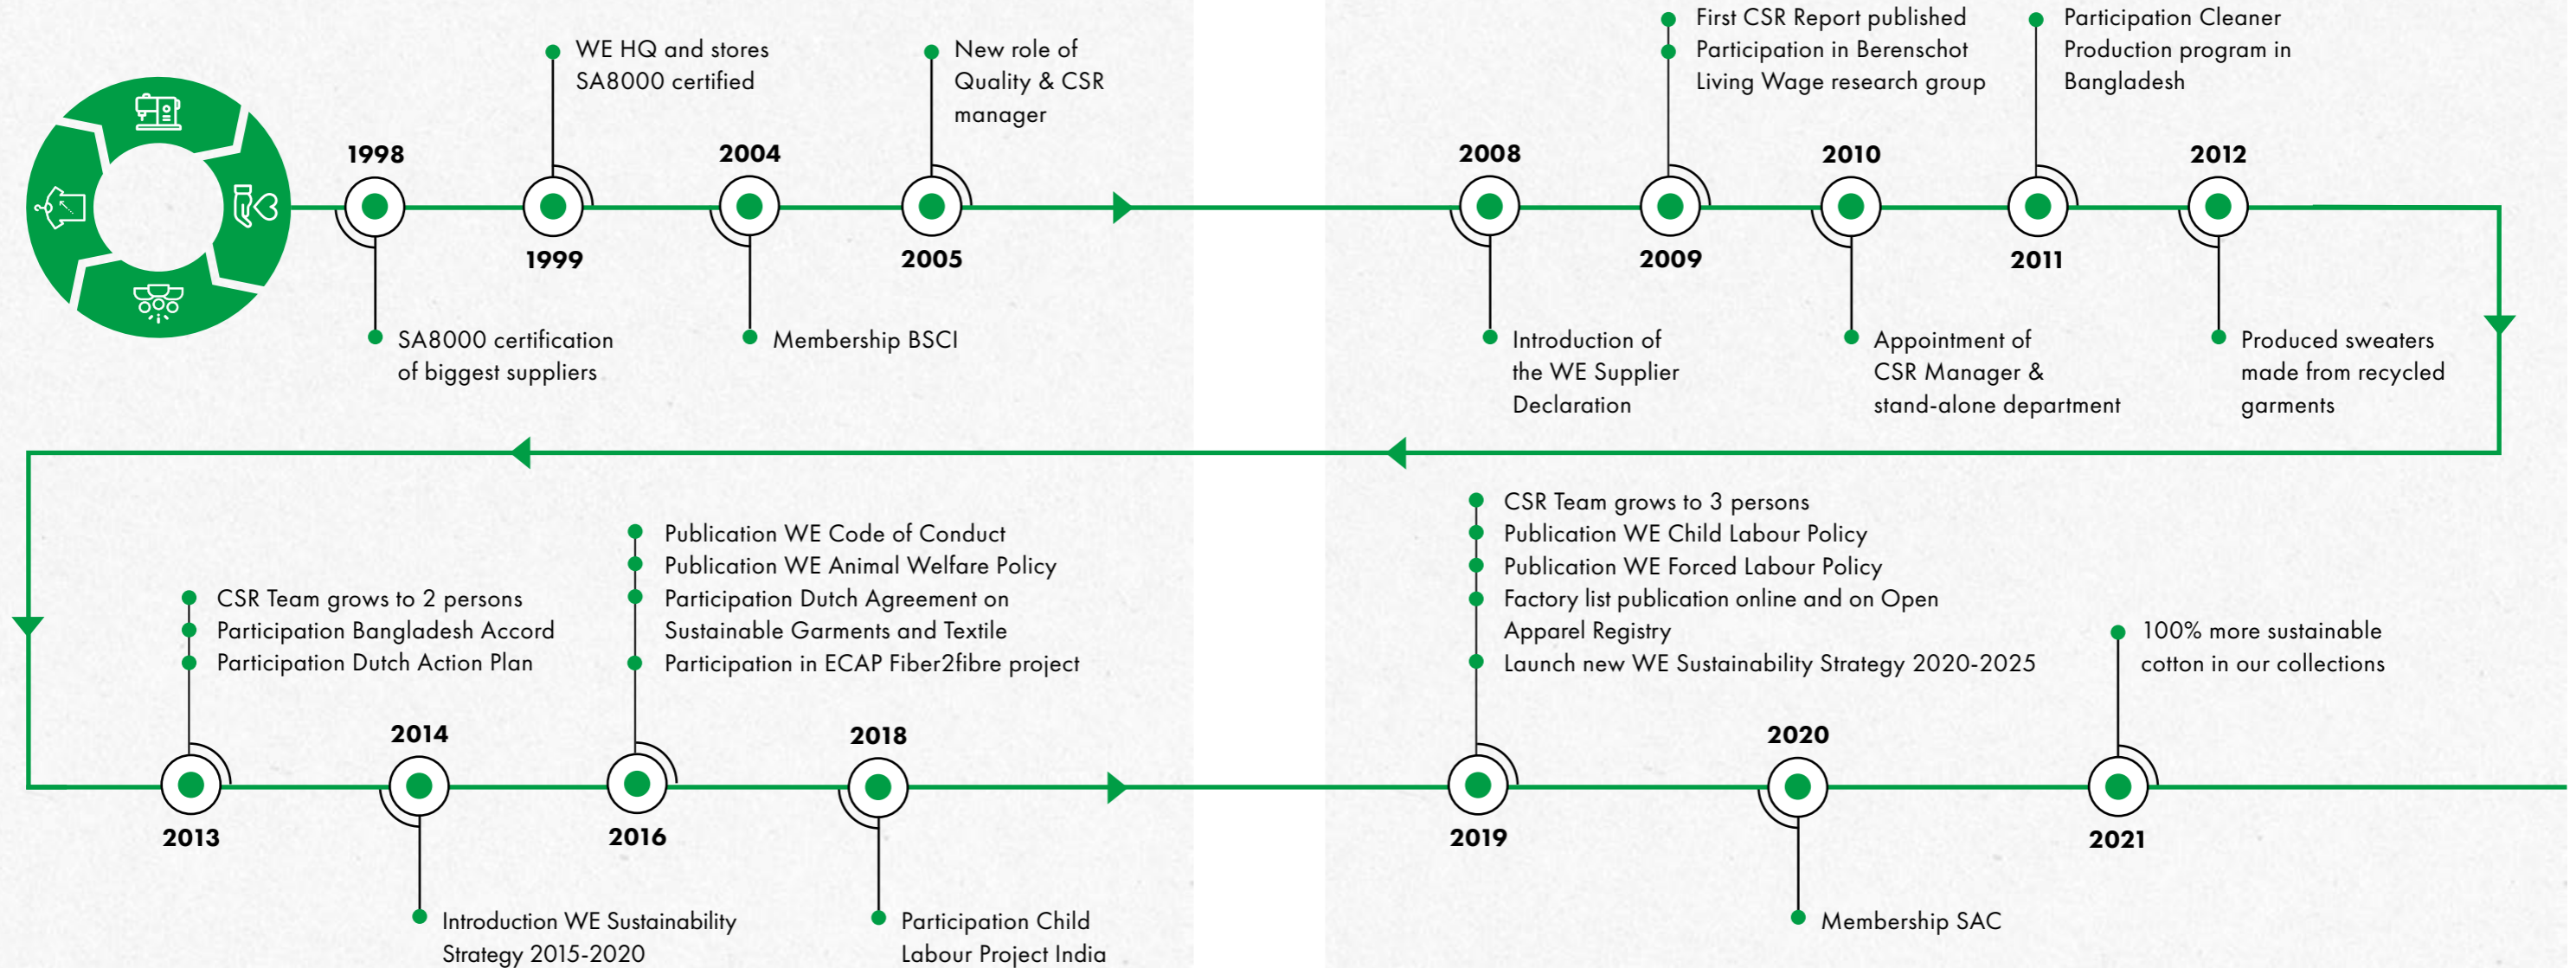 1998
SA8000 certification
of biggest suppliers
WE HQ and stores
SA8000 certified
1999
2004
Membership BSCI
New role of
Quality & CSR
manager
2005
2008
Introduction of
the WE Supplier
Declaration
First CSR Report published
Participation in Berenschot
Living Wage research group
2009
2010
Appointment of
CSR Manager &
stand-alone department
Participation Cleaner
Production program in
Bangladesh
2011
2012
Produced sweaters
made from recycled
garments
CSR Team grows to 2 persons
Participation Bangladesh Accord
Participation Dutch Action Plan
2013
2014
Introduction WE Sustainability
Strategy 2015-2020
Publication WE Code of Conduct
Publication WE Animal Welfare Policy
Participation Dutch Agreement on
Sustainable Garments and Textile
Participation in ECAP Fiber2fibre project
2016
2018
Participation Child
Labour Project India
CSR Team grows to 3 persons
Publication WE Child Labour Policy
Publication WE Forced Labour Policy
Factory list publication online and on Open
Apparel Registry
Launch new WE Sustainability Strategy 2020-2025
2019
2020
Membership SAC
100% more sustainable
cotton in our collections
2021